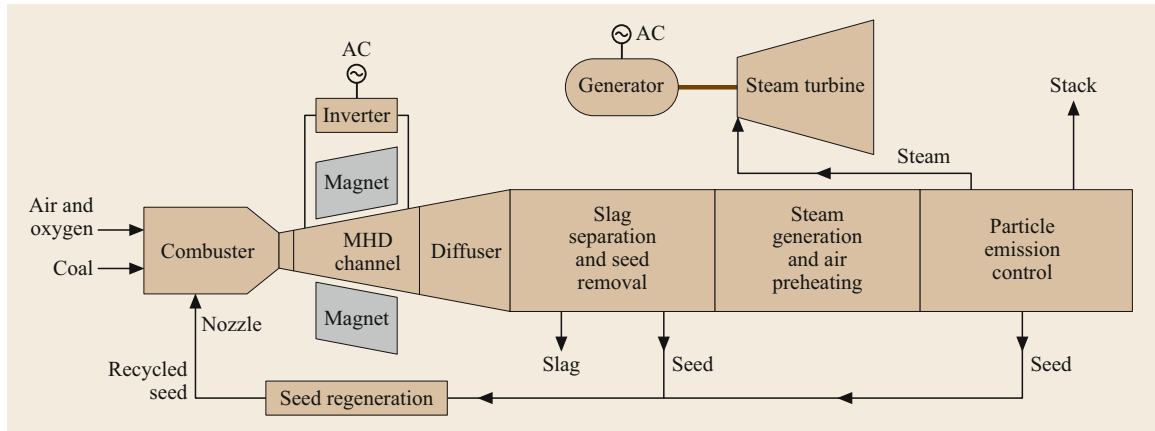 AC
Generator
Steam turbine
AC
Stack
Inverter
Steam
Magnet
Air and
oxygen
Coal
Combuster
MHD
channel
Diffuser
Slag
separation
and seed
removal
Steam
generation
and air
preheating
Particle
emission
control
Magnet
Nozzle
Slag
Seed
Seed
Recycled
seed
Seed regeneration